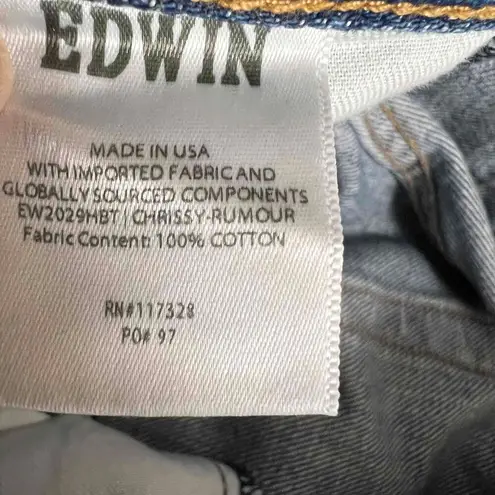 EDWIN
MADE IN USA
WITH IMPORTED FABRIC AND
GLOBALLY SOURCED COMPONENTS
EW2029HBT | CHRISSY-RUMOUR
Fabric Content: 100% COTTON
RN#117328
PO# 97